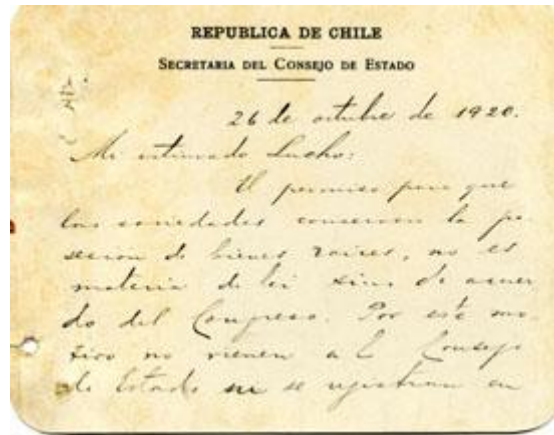 REPUBLICA DE CHILE
SECRETARIA DEL CONSEJO DE ESTADO
26 de octubre de 1920.
Mi estimado Lucho:
El permiso para que
las sociedades conserven la po
sesion de bienes raices, no es
materia de lei sino de acuer
do del Congreso. Por este mo
tivo no vienen al Consejo
de Estado ni se registran en